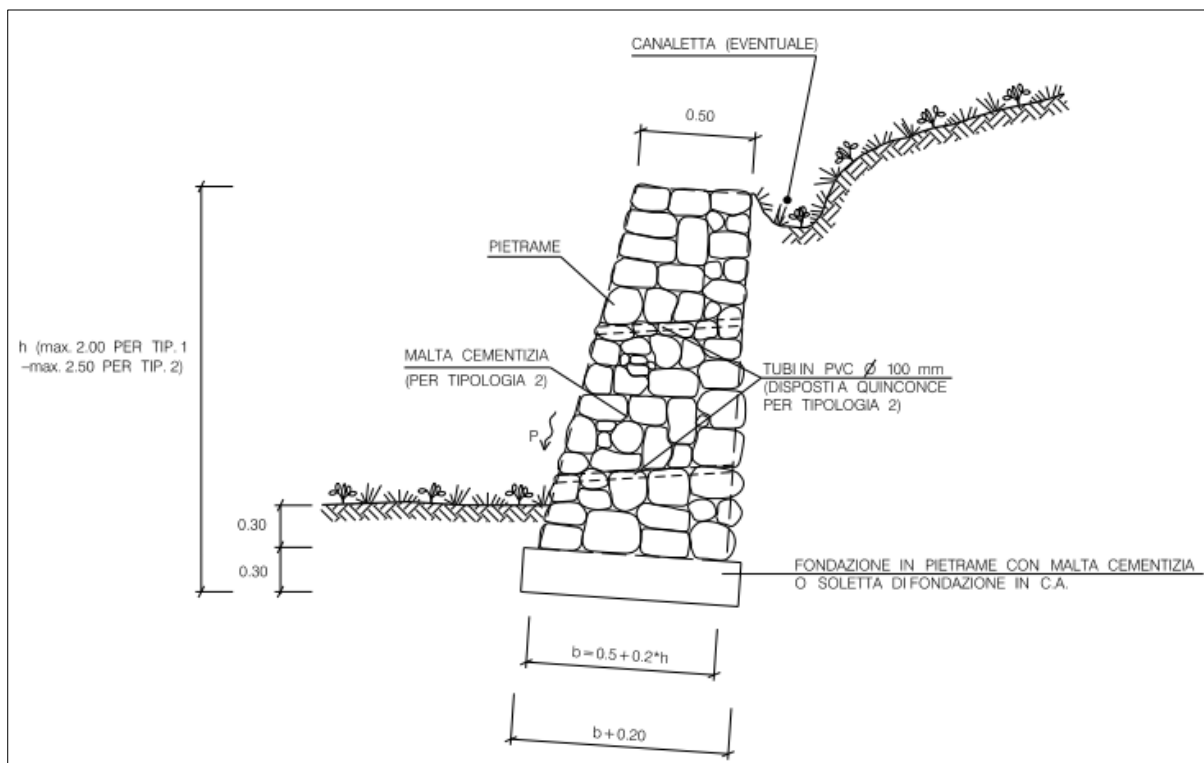 CANALETTA (EVENTUALE)
0.50
PIETRAME
h (max. 2.00 PER TIP. 1
–max. 2.50 PER TIP. 2)
MALTA CEMENTIZIA
(PER TIPOLOGIA 2)
TUBI IN PVC Ø 100 mm
(DISPOSTI A QUINCONCE
PER TIPOLOGIA 2)
P
0.30
0.30
FONDAZIONE IN PIETRAME CON MALTA CEMENTIZIA
O SOLETTA DI FONDAZIONE IN C.A.
b=0.5+0.2*h
b+0.20